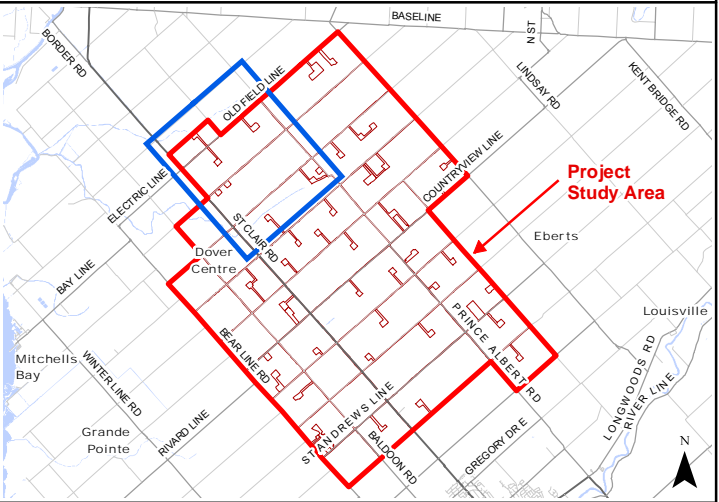 BASELINE
BORDER RD
N ST
LINDSAY RD
KENT BRIDGE RD
OLD FIELD LINE
COUNTRYVIEW LINE
Project
Study Area
ELECTRIC LINE
ST CLAIR RD
Eberts
Dover
Centre
BAY LINE
PRINCE ALBERT RD
Louisville
BEAR LINE RD
Mitchells
Bay
WINTER LINE RD
LONGWOODS RD
RIVER LINE
ST ANDREWS LINE
Grande
Pointe
RIVARD LINE
BALDOON RD
GREGORY DR E
N